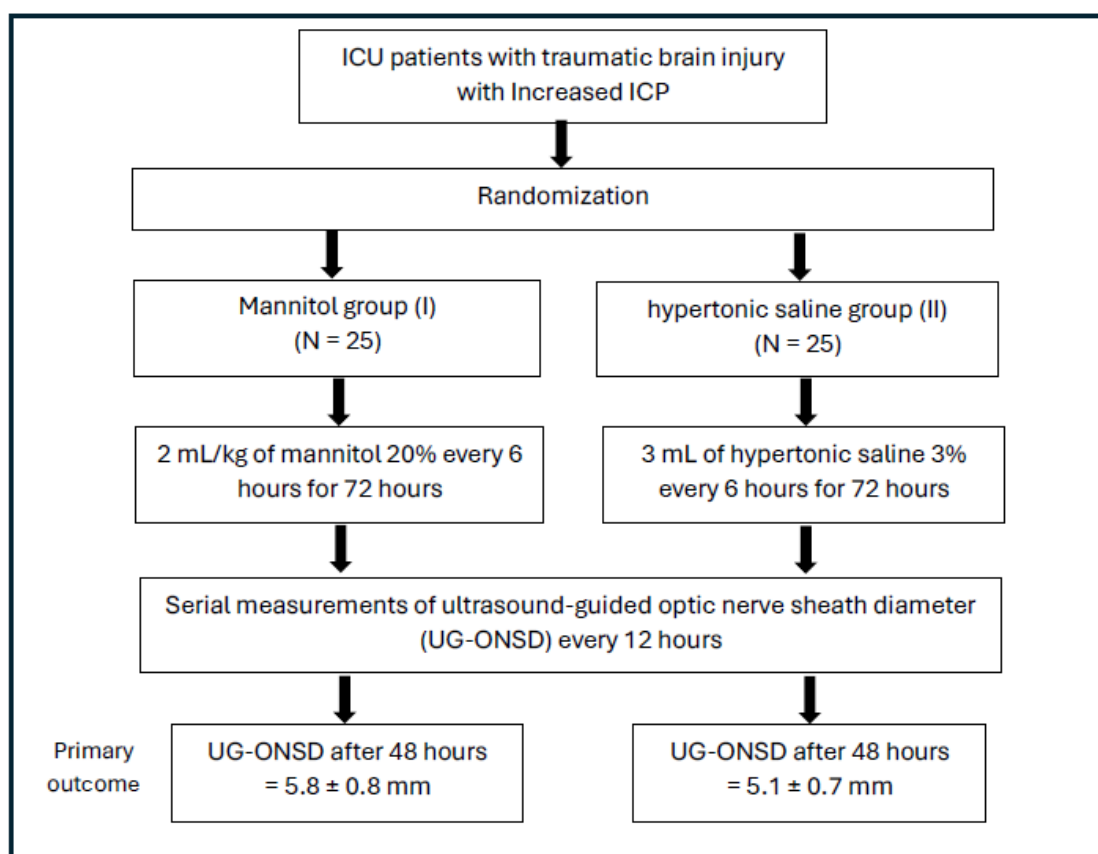 ICU patients with traumatic brain injury
with Increased ICP
Randomization
Mannitol group (I)
(N = 25)
hypertonic saline group (II)
(N = 25)
2 mL/kg of mannitol 20% every 6
hours for 72 hours
3 mL of hypertonic saline 3%
every 6 hours for 72 hours
Serial measurements of ultrasound-guided optic nerve sheath diameter
(UG-ONSD) every 12 hours
Primary
outcome
UG-ONSD after 48 hours
= 5.8 ± 0.8 mm
UG-ONSD after 48 hours
= 5.1 ± 0.7 mm